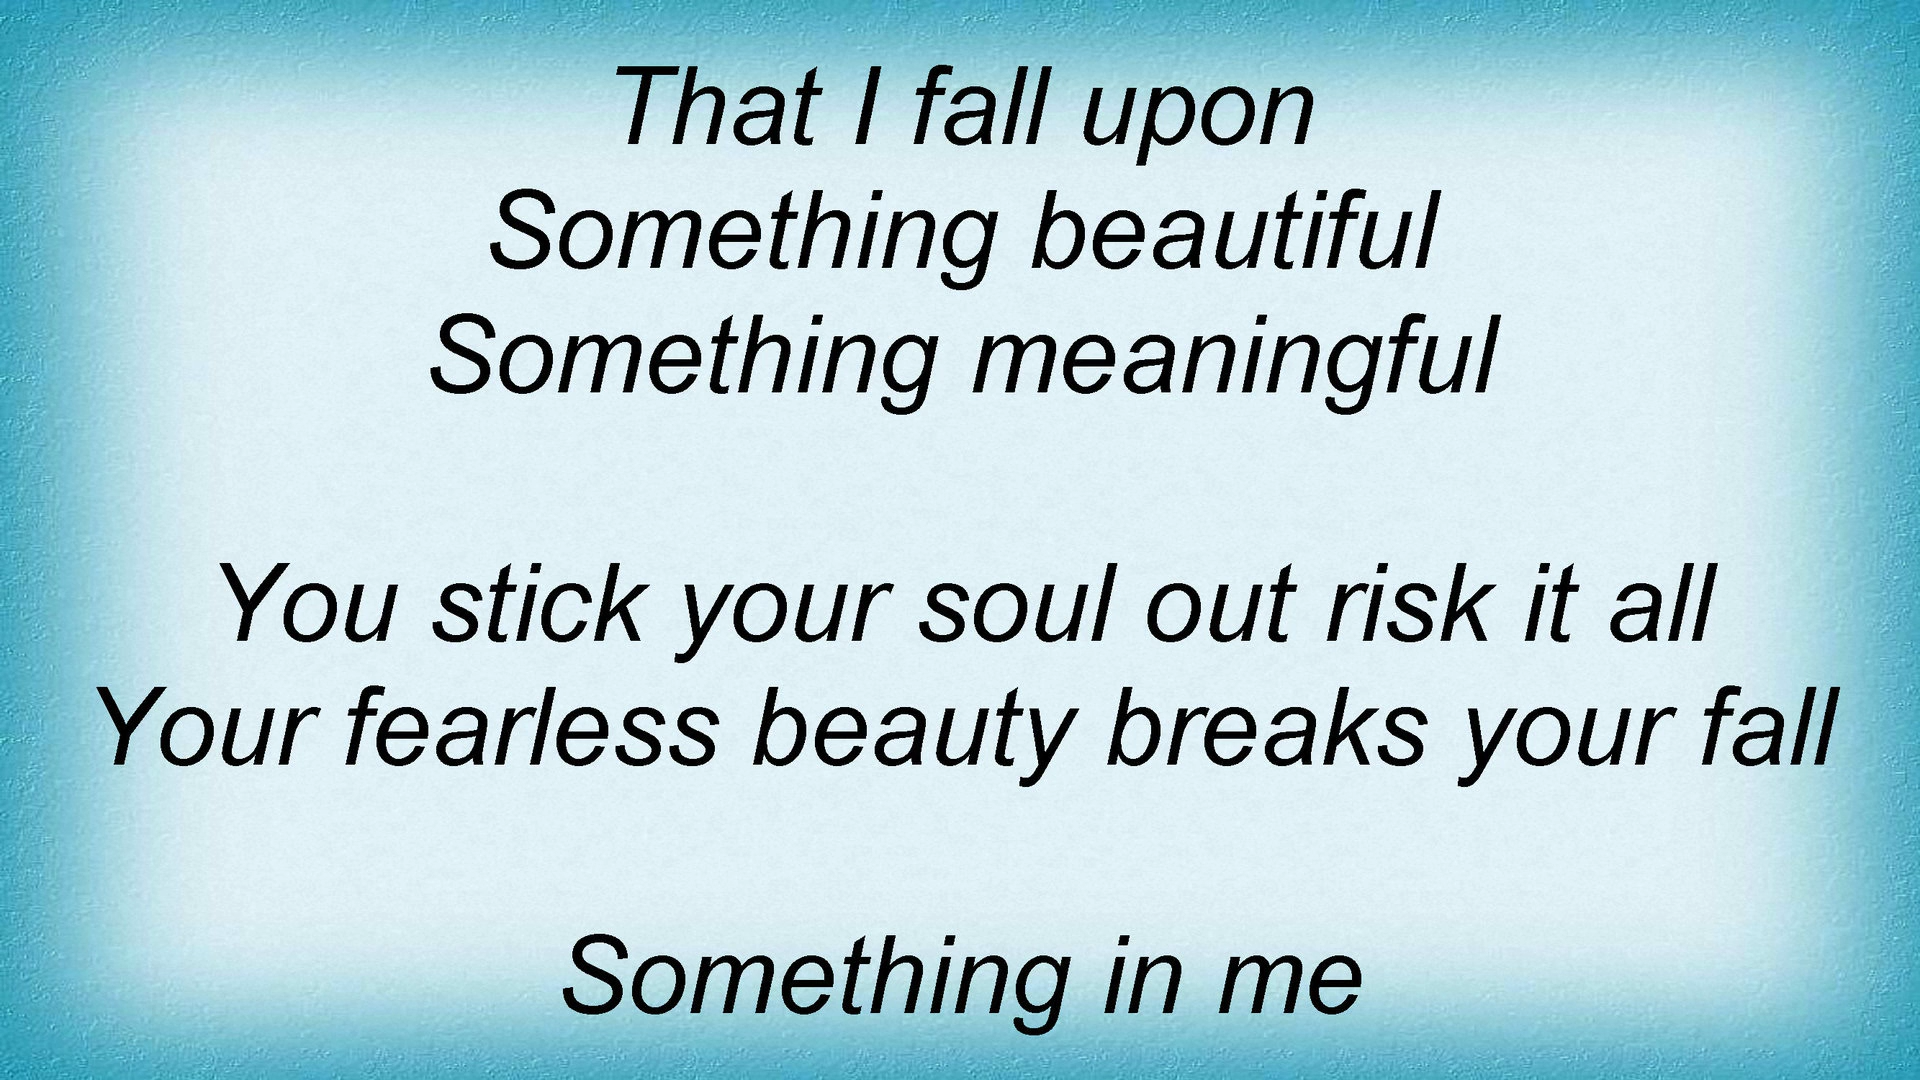 That I fall upon
Something beautiful
Something meaningful
You stick your soul out risk it all
Your fearless beauty breaks your fall
Something in me